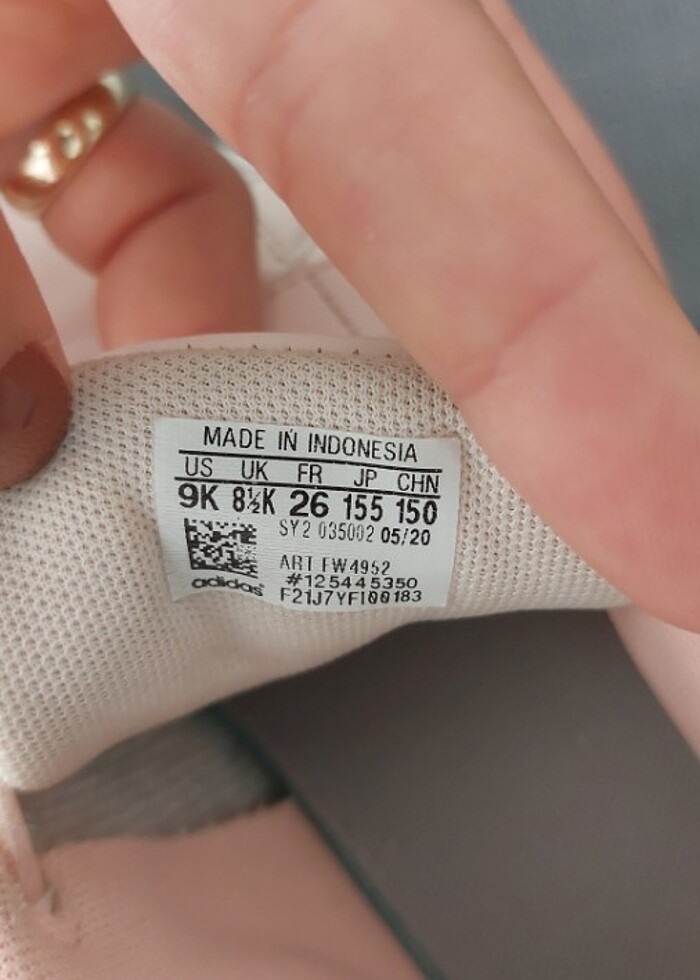 MADE IN INDONESIA
US UK FR JP CHN
9K 8½K 26 155 150
SY2 035002 05/20
ART FW4952
#125445350
adidas F21J7YFI00183